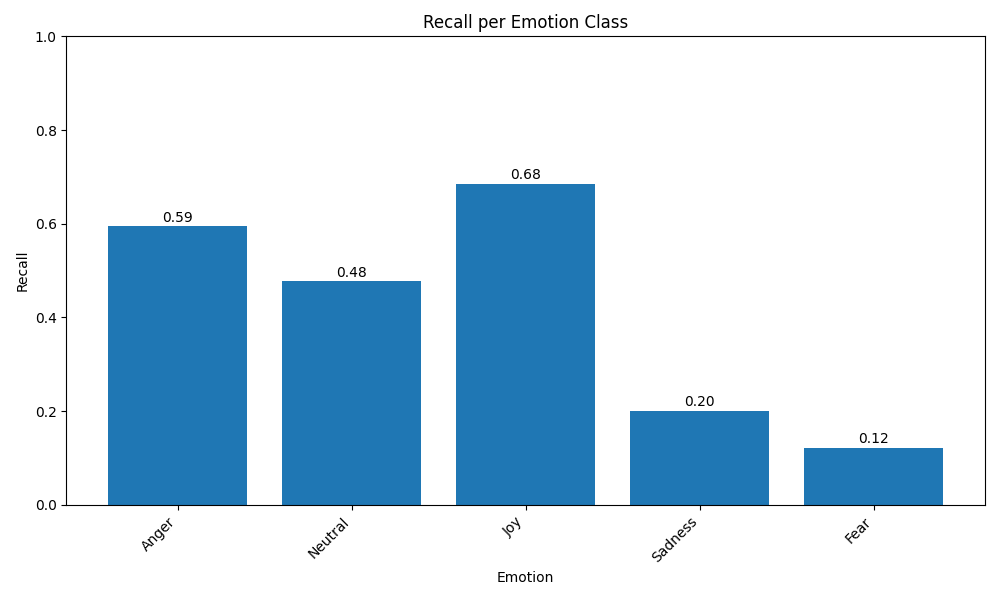 Recall per Emotion Class
1.0
0.8
0.6
0.4
0.2
0.0
Recall
0.59
0.48
0.68
0.20
0.12
Anger
Neutral
Joy
Sadness
Fear
Emotion